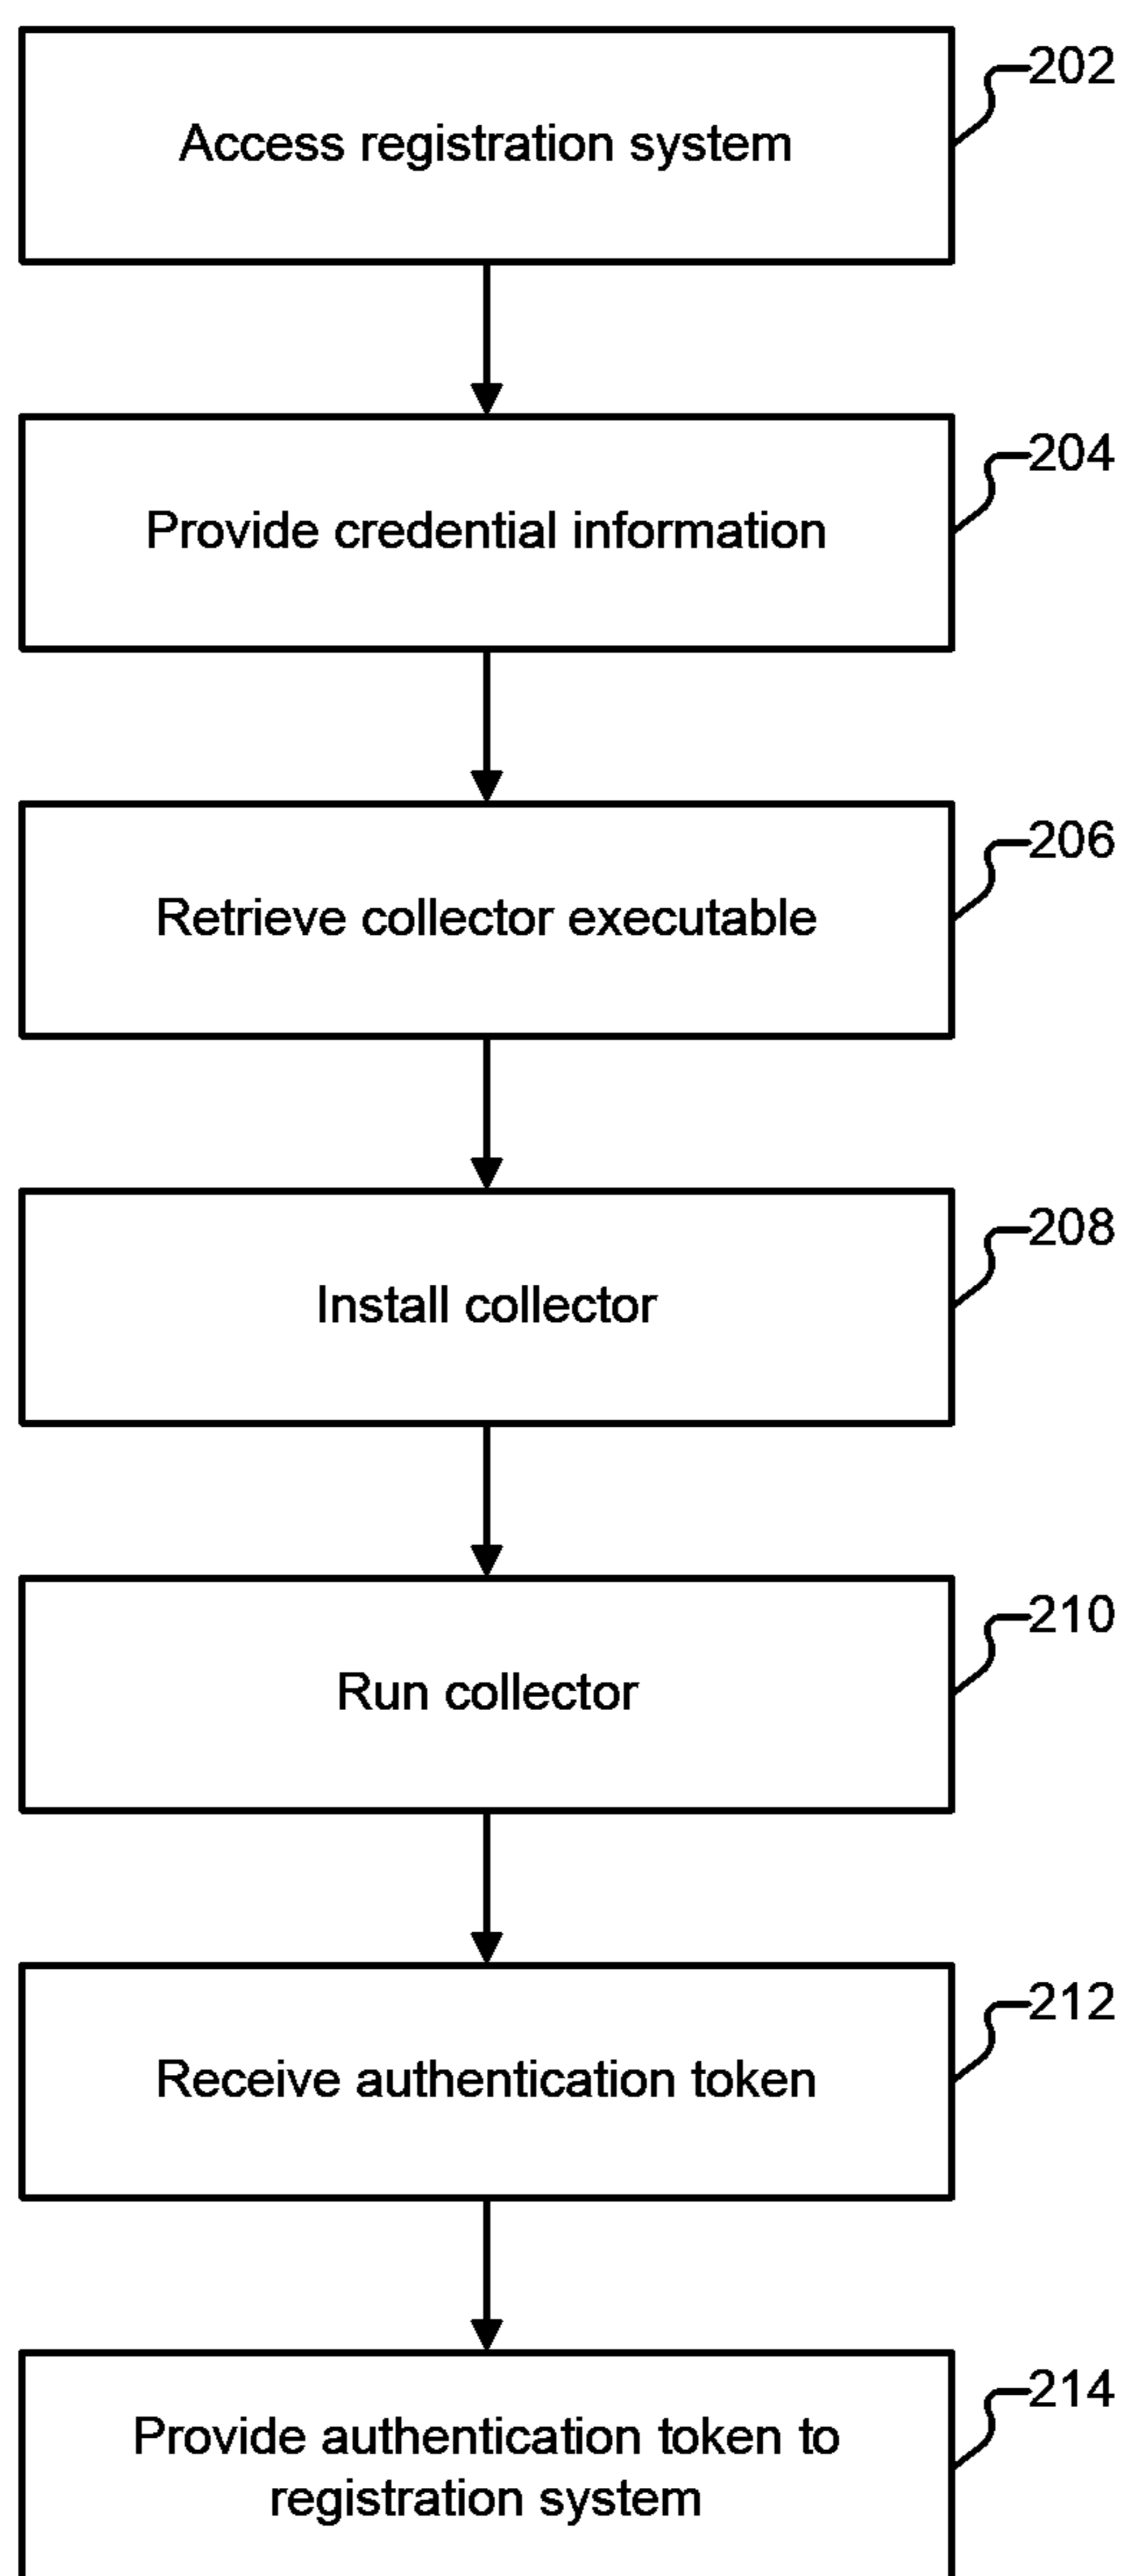 Access registration system
202
Provide credential information
204
Retrieve collector executable
206
Install collector
208
Run collector
210
Receive authentication token
212
Provide authentication token to
registration system
214